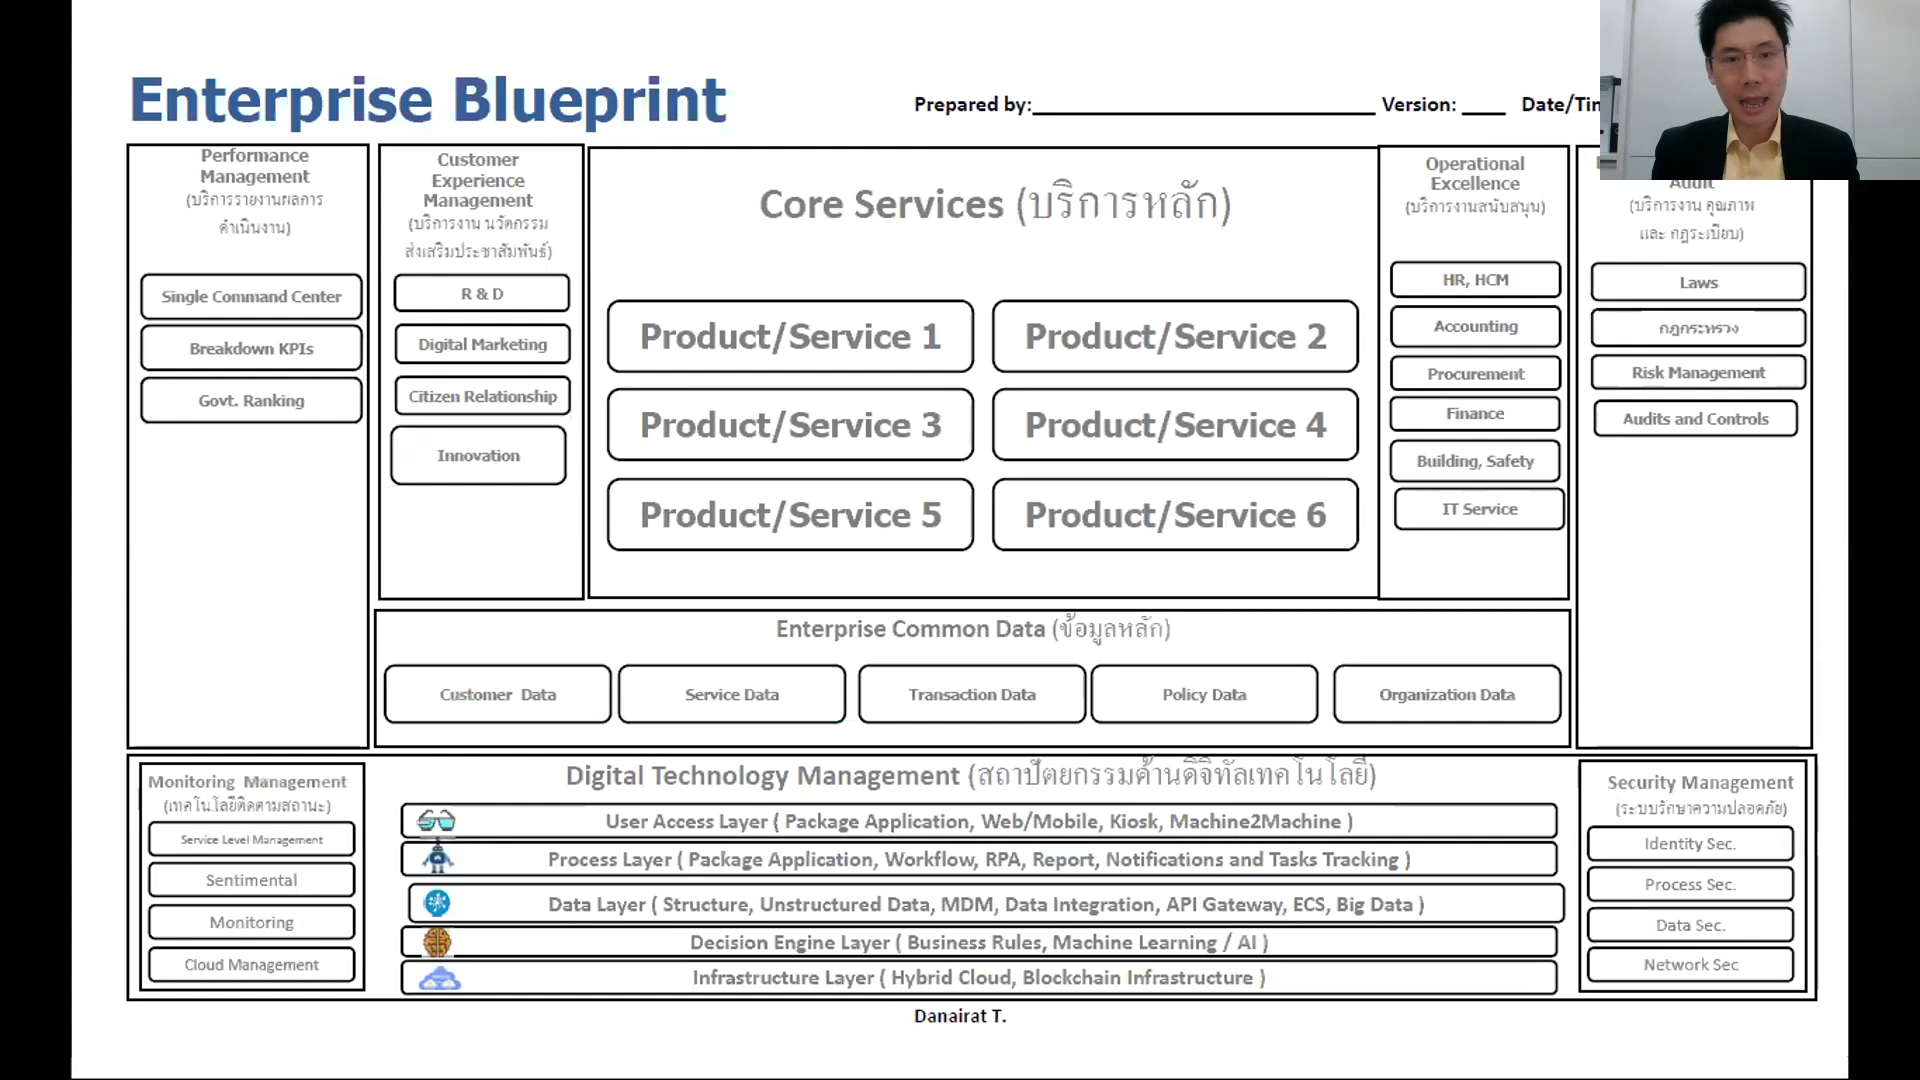 Enterprise Blueprint
Prepared by:
Version:
Performance
Management
(บริการรายงานผลการ
ดำเนินงาน)
Single Command Center
Breakdown KPIs
Govt. Ranking
Customer
Experience
Management
(บริการงาน นวัตกรรม
ส่งเสริมประชาสัมพันธ์)
R & D
Digital Marketing
Citizen Relationship
Innovation
Core Services (บริการหลัก)
Product/Service 1
Product/Service 2
Product/Service 3
Product/Service 4
Product/Service 5
Product/Service 6
Operational
Excellence
(บริการงานสนับสนุน)
HR, HCM
Accounting
Procurement
Finance
Building, Safety
IT Service
Audit
(บริการงาน คุณภาพ
และ กฎระเบียบ)
Laws
กฎกระทรวง
Risk Management
Audits and Controls
Enterprise Common Data (ข้อมูลหลัก)
Customer Data
Service Data
Transaction Data
Policy Data
Organization Data
Monitoring Management
(เทคโนโลยีติดตามสถานะ)
Service Level Management
Sentimental
Monitoring
Cloud Management
Digital Technology Management (สถาปัตยกรรมด้านดิจิทัลเทคโนโลยี)
User Access Layer ( Package Application, Web/Mobile, Kiosk, Machine2Machine )
Process Layer ( Package Application, Workflow, RPA, Report, Notifications and Tasks Tracking )
Data Layer ( Structure, Unstructured Data, MDM, Data Integration, API Gateway, ECS, Big Data )
Decision Engine Layer ( Business Rules, Machine Learning / AI )
Infrastructure Layer ( Hybrid Cloud, Blockchain Infrastructure )
Security Management
(ระบบรักษาความปลอดภัย)
Identity Sec.
Process Sec.
Data Sec.
Network Sec
Danairat T.